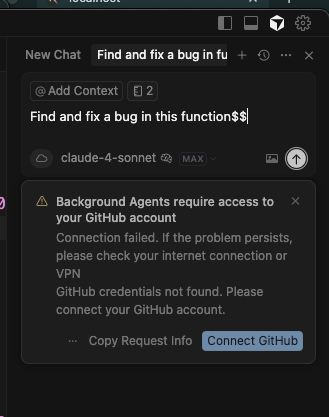 localhost
New Chat Find and fix a bug in fu
@ Add Context 2
Find and fix a bug in this function$$
claude-4-sonnet MAX
0
Background Agents require access to
your GitHub account
Connection failed. If the problem persists,
please check your internet connection or
VPN
GitHub credentials not found. Please
connect your GitHub account.
Copy Request Info Connect GitHub